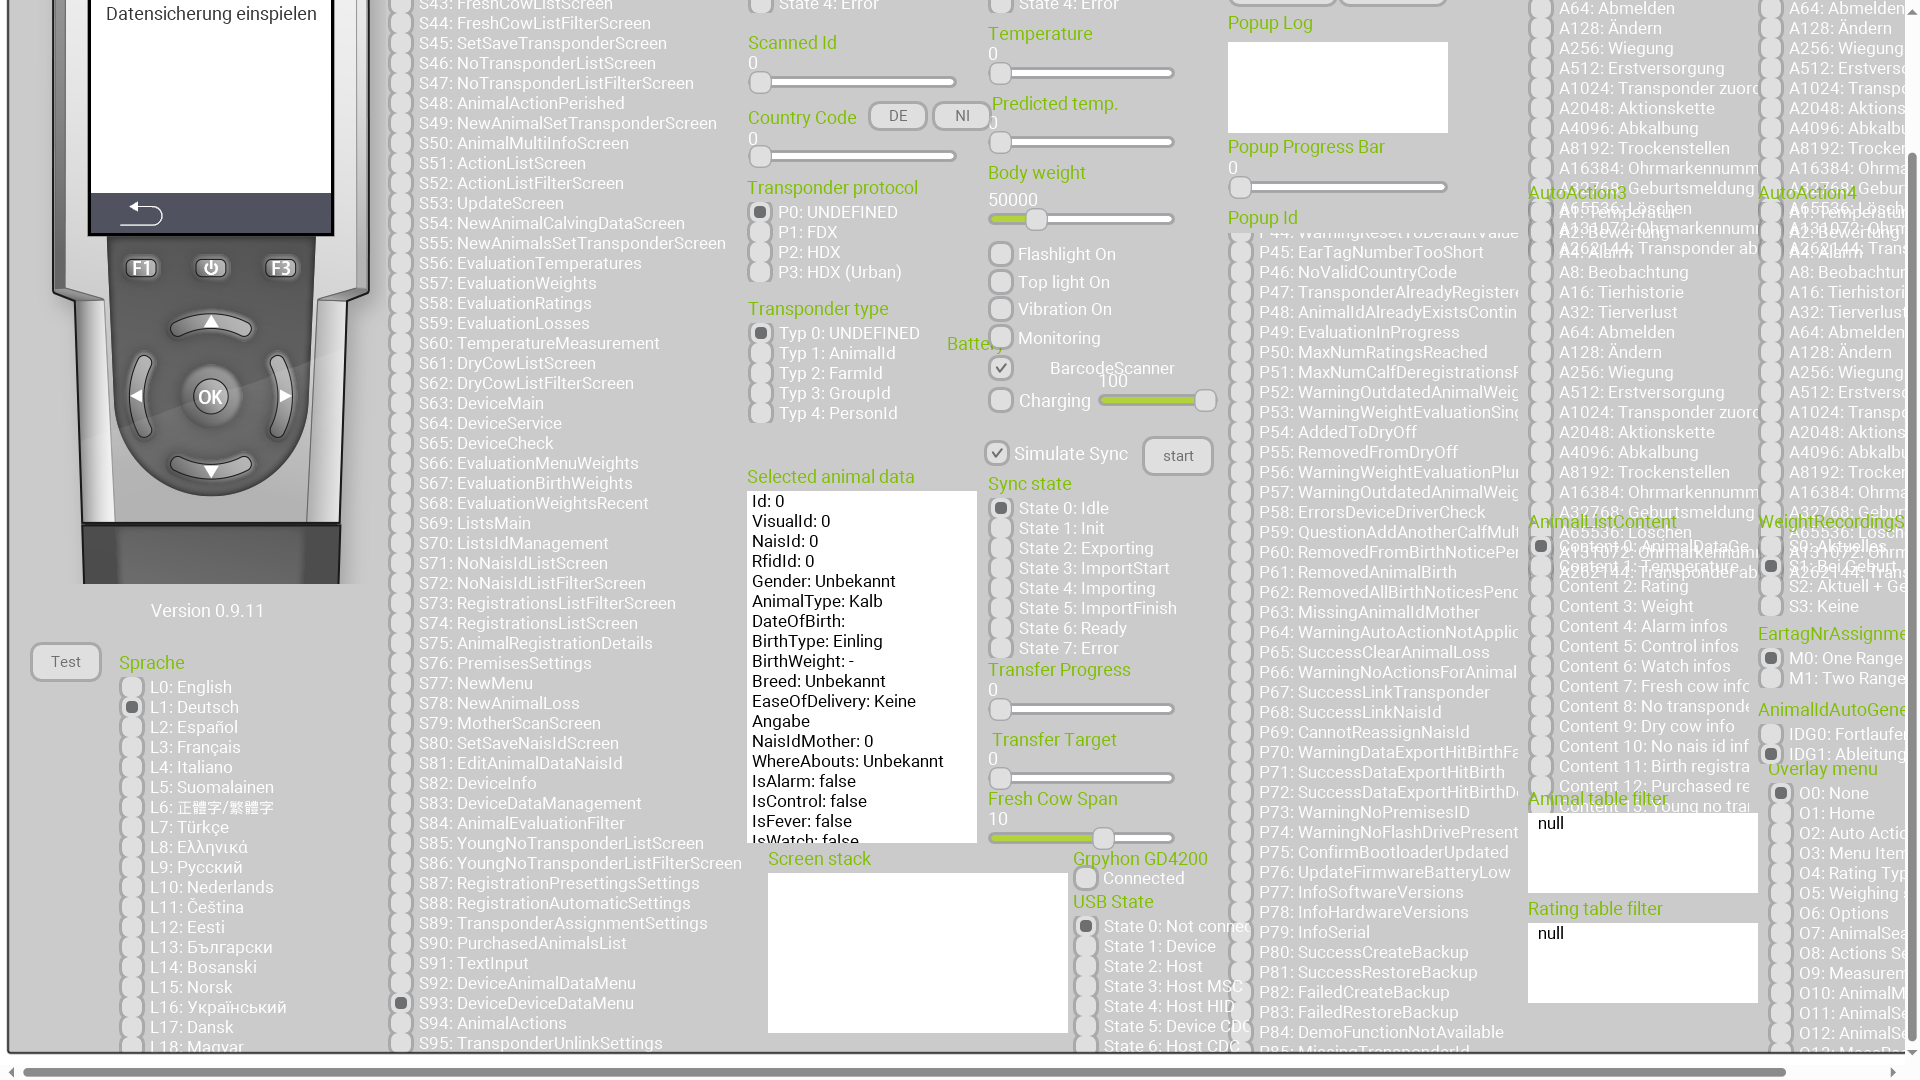 Datensicherung einspielen
F1
F3
OK
Version 0.9.11
Test
Sprache
L0: English
L1: Deutsch
L2: Español
L3: Français
L4: Italiano
L5: Suomalainen
L6: 正體字/繁體字
L7: Türkçe
L8: Ελληνικά
L9: Русский
L10: Nederlands
L11: Čeština
L12: Eesti
L13: Български
L14: Bosanski
L15: Norsk
L16: Український
L17: Dansk
L18: Magyar
S43: FreshCowListScreen
S44: FreshCowListFilterScreen
S45: SetSaveTransponderScreen
S46: NoTransponderListScreen
S47: NoTransponderListFilterScreen
S48: AnimalActionPerished
S49: NewAnimalSetTransponderScreen
S50: AnimalMultiInfoScreen
S51: ActionListScreen
S52: ActionListFilterScreen
S53: UpdateScreen
S54: NewAnimalCalvingDataScreen
S55: NewAnimalsSetTransponderScreen
S56: EvaluationTemperatures
S57: EvaluationWeights
S58: EvaluationRatings
S59: EvaluationLosses
S60: TemperatureMeasurement
S61: DryCowListScreen
S62: DryCowListFilterScreen
S63: DeviceMain
S64: DeviceService
S65: DeviceCheck
S66: EvaluationMenuWeights
S67: EvaluationBirthWeights
S68: EvaluationWeightsRecent
S69: ListsMain
S70: ListsIdManagement
S71: NoNaisIdListScreen
S72: NoNaisIdListFilterScreen
S73: RegistrationsListFilterScreen
S74: RegistrationsListScreen
S75: AnimalRegistrationDetails
S76: PremisesSettings
S77: NewMenu
S78: NewAnimalLoss
S79: MotherScanScreen
S80: SetSaveNaisIdScreen
S81: EditAnimalDataNaisId
S82: DeviceInfo
S83: DeviceDataManagement
S84: AnimalEvaluationFilter
S85: YoungNoTransponderListScreen
S86: YoungNoTransponderListFilterScreen
S87: RegistrationPresettingsSettings
S88: RegistrationAutomaticSettings
S89: TransponderAssignmentSettings
S90: PurchasedAnimalsList
S91: TextInput
S92: DeviceAnimalDataMenu
S93: DeviceDeviceDataMenu
S94: AnimalActions
S95: TransponderUnlinkSettings
State 4: Error
Scanned Id
0
Country Code
DE
NI
0
Transponder protocol
P0: UNDEFINED
P1: FDX
P2: HDX
P3: HDX (Urban)
Transponder type
Typ 0: UNDEFINED
Typ 1: AnimalId
Typ 2: FarmId
Typ 3: GroupId
Typ 4: PersonId
Selected animal data
Id: 0
VisualId: 0
NaisId: 0
RfidId: 0
Gender: Unbekannt
AnimalType: Kalb
DateOfBirth:
BirthType: Einling
BirthWeight: -
Breed: Unbekannt
EaseOfDelivery: Keine
Angabe
NaisIdMother: 0
WhereAbouts: Unbekannt
IsAlarm: false
IsControl: false
IsFever: false
IsWatch: false
Screen stack
State 4: Error
Temperature
0
Predicted temp.
0
Body weight
50000
Flashlight On
Top light On
Vibration On
Monitoring
Battery
BarcodeScanner
100
Charging
Simulate Sync
start
Sync state
State 0: Idle
State 1: Init
State 2: Exporting
State 3: ImportStart
State 4: Importing
State 5: ImportFinish
State 6: Ready
State 7: Error
Transfer Progress
0
Transfer Target
0
Fresh Cow Span
10
Grpyhon GD4200
Connected
USB State
State 0: Not connec
State 1: Device
State 2: Host
State 3: Host MSC
State 4: Host HID
State 5: Device CDC
State 6: Host CDC
Popup Log
Popup Progress Bar
0
Popup Id
P44: WarningResetToDefaultValue
P45: EarTagNumberTooShort
P46: NoValidCountryCode
P47: TransponderAlreadyRegistere
P48: AnimalIdAlreadyExistsContin
P49: EvaluationInProgress
P50: MaxNumRatingsReached
P51: MaxNumCalfDeregistrationsF
P52: WarningOutdatedAnimalWeig
P53: WarningWeightEvaluationSing
P54: AddedToDryOff
P55: RemovedFromDryOff
P56: WarningWeightEvaluationPlur
P57: WarningOutdatedAnimalWeig
P58: ErrorsDeviceDriverCheck
P59: QuestionAddAnotherCalfMult
P60: RemovedFromBirthNoticePer
P61: RemovedAnimalBirth
P62: RemovedAllBirthNoticesPend
P63: MissingAnimalIdMother
P64: WarningAutoActionNotApplic
P65: SuccessClearAnimalLoss
P66: WarningNoActionsForAnimal
P67: SuccessLinkTransponder
P68: SuccessLinkNaisId
P69: CannotReassignNaisId
P70: WarningDataExportHitBirthFa
P71: SuccessDataExportHitBirth
P72: SuccessDataExportHitBirthDe
P73: WarningNoPremisesID
P74: WarningNoFlashDrivePresent
P75: ConfirmBootloaderUpdated
P76: UpdateFirmwareBatteryLow
P77: InfoSoftwareVersions
P78: InfoHardwareVersions
P79: InfoSerial
P80: SuccessCreateBackup
P81: SuccessRestoreBackup
P82: FailedCreateBackup
P83: FailedRestoreBackup
P84: DemoFunctionNotAvailable
P85: MissingTransponderId
A64: Abmelden
A128: Ändern
A256: Wiegung
A512: Erstversorgung
A1024: Transponder zuord
A2048: Aktionskette
A4096: Abkalbung
A8192: Trockenstellen
A16384: Ohrmarkennumm
A32768: Geburtsmeldung
A65536: Löschen
A131072: Ohrmarkennumm
A262144: Transponder ab
AutoAction3
A1: Temperatur
A2: Bewertung
A4: Alarm
A8: Beobachtung
A16: Tierhistorie
A32: Tierverlust
A64: Abmelden
A128: Ändern
A256: Wiegung
A512: Erstversorgung
A1024: Transponder zuord
A2048: Aktionskette
A4096: Abkalbung
A8192: Trockenstellen
A16384: Ohrmarkennumm
A32768: Geburtsmeldung
A65536: Löschen
A131072: Ohrmarkennumm
A262144: Transponder ab
AnimalListContent
Content 0: AnimalDataGe
Content 1: Temperature
Content 2: Rating
Content 3: Weight
Content 4: Alarm infos
Content 5: Control infos
Content 6: Watch infos
Content 7: Fresh cow info
Content 8: No transponde
Content 9: Dry cow info
Content 10: No nais id inf
Content 11: Birth registra
Content 12: Purchased re
Content 13: Young no tran
Animal table filter
null
Rating table filter
null
A64: Abmelden
A128: Ändern
A256: Wiegung
A512: Erstverso
A1024: Transpo
A2048: Aktions
A4096: Abkalbu
A8192: Trocken
A16384: Ohrma
A32768: Gebur
A65536: Lösch
A131072: Ohrm
A262144: Trans
AutoAction4
A1: Temperatur
A2: Bewertung
A4: Alarm
A8: Beobachtun
A16: Tierhistori
A32: Tierverlust
A64: Abmelden
A128: Ändern
A256: Wiegung
A512: Erstverso
A1024: Transpo
A2048: Aktions
A4096: Abkalbu
A8192: Trocken
A16384: Ohrma
A32768: Gebur
A65536: Lösch
A131072: Ohrm
A262144: Trans
WeightRecordingS
S0: Aktuelles
S1: Bei Geburt
S2: Aktuell + Ge
S3: Keine
EartagNrAssignme
M0: One Range
M1: Two Range
AnimalIdAutoGene
IDG0: Fortlaufer
IDG1: Ableitung
Overlay menu
O0: None
O1: Home
O2: Auto Actio
O3: Menu Item
O4: Rating Typ
O5: Weighing
O6: Options
O7: AnimalSea
O8: Actions Se
O9: Measurem
O10: AnimalM
O11: AnimalSe
O12: AnimalSe